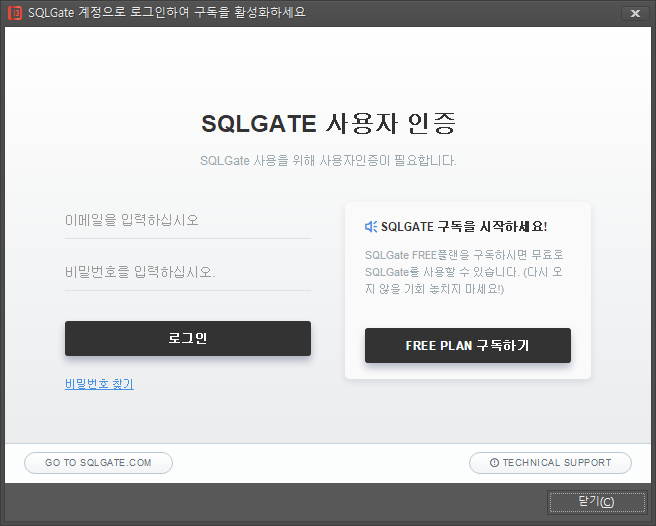 SQLGate 계정으로 로그인하여 구독을 활성화하세요
SQLGATE 사용자 인증
SQLGate 사용을 위해 사용자인증이 필요합니다.
이메일을 입력하십시오
비밀번호를 입력하십시오.
로그인
비밀번호 찾기
SQLGATE 구독을 시작하세요!
SQLGate FREE플랜을 구독하시면 무료로
SQLGate를 사용할 수 있습니다. (다시 오
지 않을 기회 놓치지 마세요!)
FREE PLAN 구독하기
GO TO SQLGATE.COM
TECHNICAL SUPPORT
닫기(C)